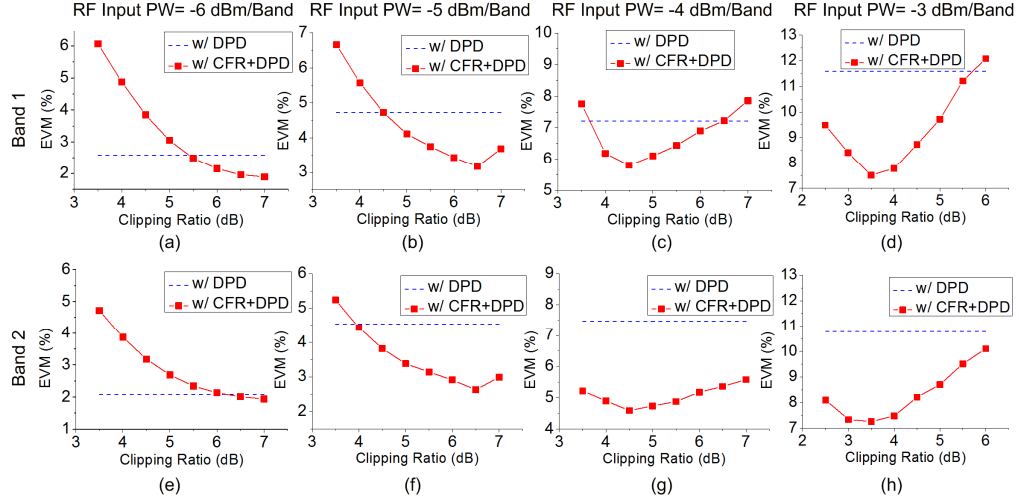 RF Input PW= -6 dBm/Band
RF Input PW= -5 dBm/Band
RF Input PW= -4 dBm/Band
RF Input PW= -3 dBm/Band
Band 1
EVM (%)
6
5
4
3
2
w/ DPD
w/ CFR+DPD
3 4 5 6 7
Clipping Ratio (dB)
(a)
EVM (%)
7
6
5
4
3
w/ DPD
w/ CFR+DPD
3 4 5 6 7
Clipping Ratio (dB)
(b)
EVM (%)
10
9
8
7
6
5
w/ DPD
w/ CFR+DPD
3 4 5 6 7
Clipping Ratio (dB)
(c)
EVM (%)
13
12
11
10
9
8
7
w/ DPD
w/ CFR+DPD
2 3 4 5 6
Clipping Ratio (dB)
(d)
Band 2
EVM (%)
6
5
4
3
2
1
w/ DPD
w/ CFR+DPD
3 4 5 6 7
Clipping Ratio (dB)
(e)
EVM (%)
6
5
4
3
2
w/ DPD
w/ CFR+DPD
3 4 5 6 7
Clipping Ratio (dB)
(f)
EVM (%)
9
8
7
6
5
4
w/ DPD
w/ CFR+DPD
3 4 5 6 7
Clipping Ratio (dB)
(g)
EVM (%)
13
12
11
10
9
8
7
w/ DPD
w/ CFR+DPD
2 3 4 5 6
Clipping Ratio (dB)
(h)